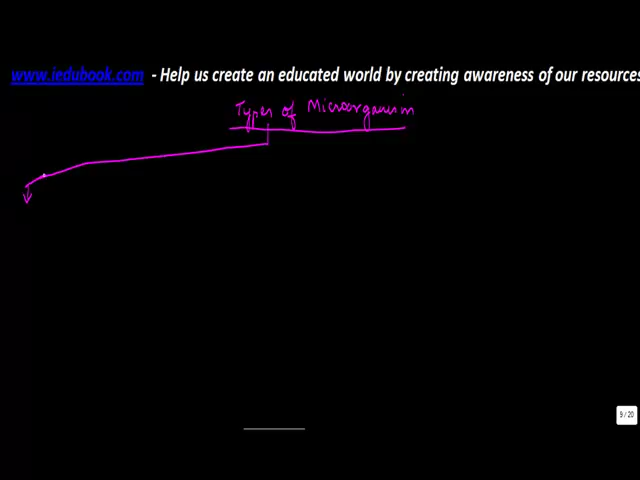 www.iedubook.com - Help us create an educated world by creating awareness of our resources
Types of Microorganism
9 / 20